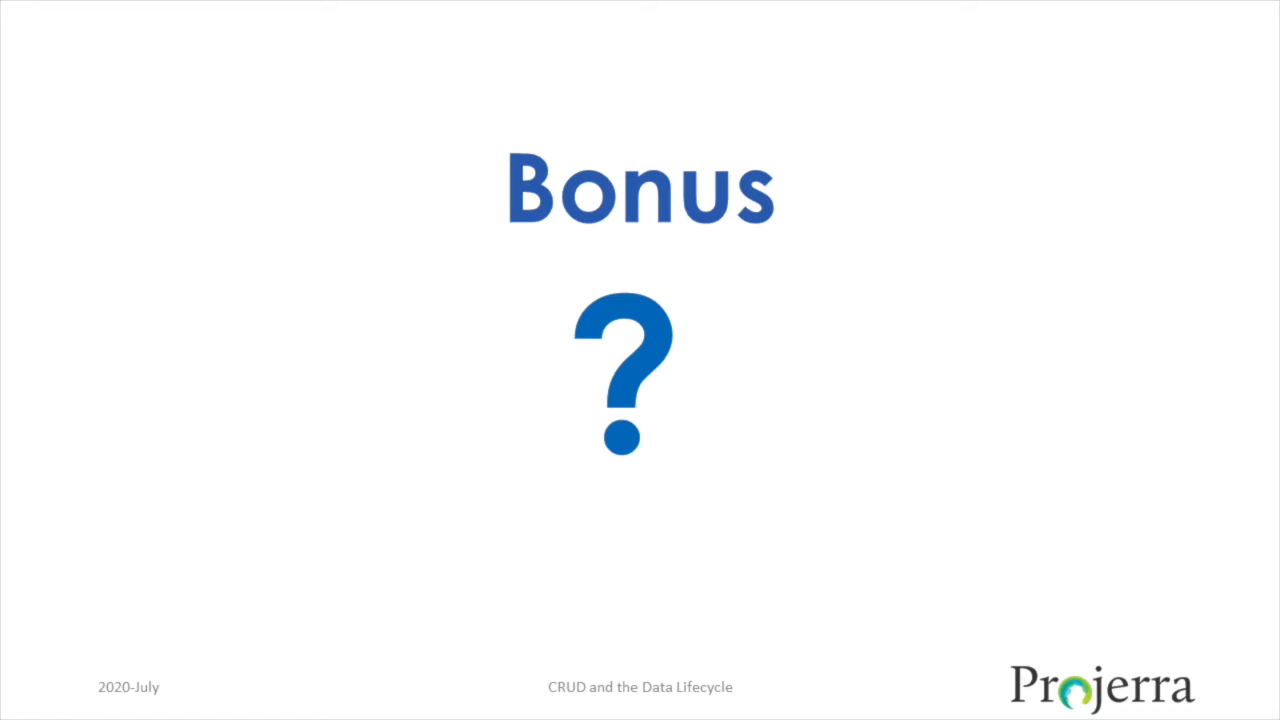 Bonus
?
2020-July
CRUD and the Data Lifecycle
Projerra